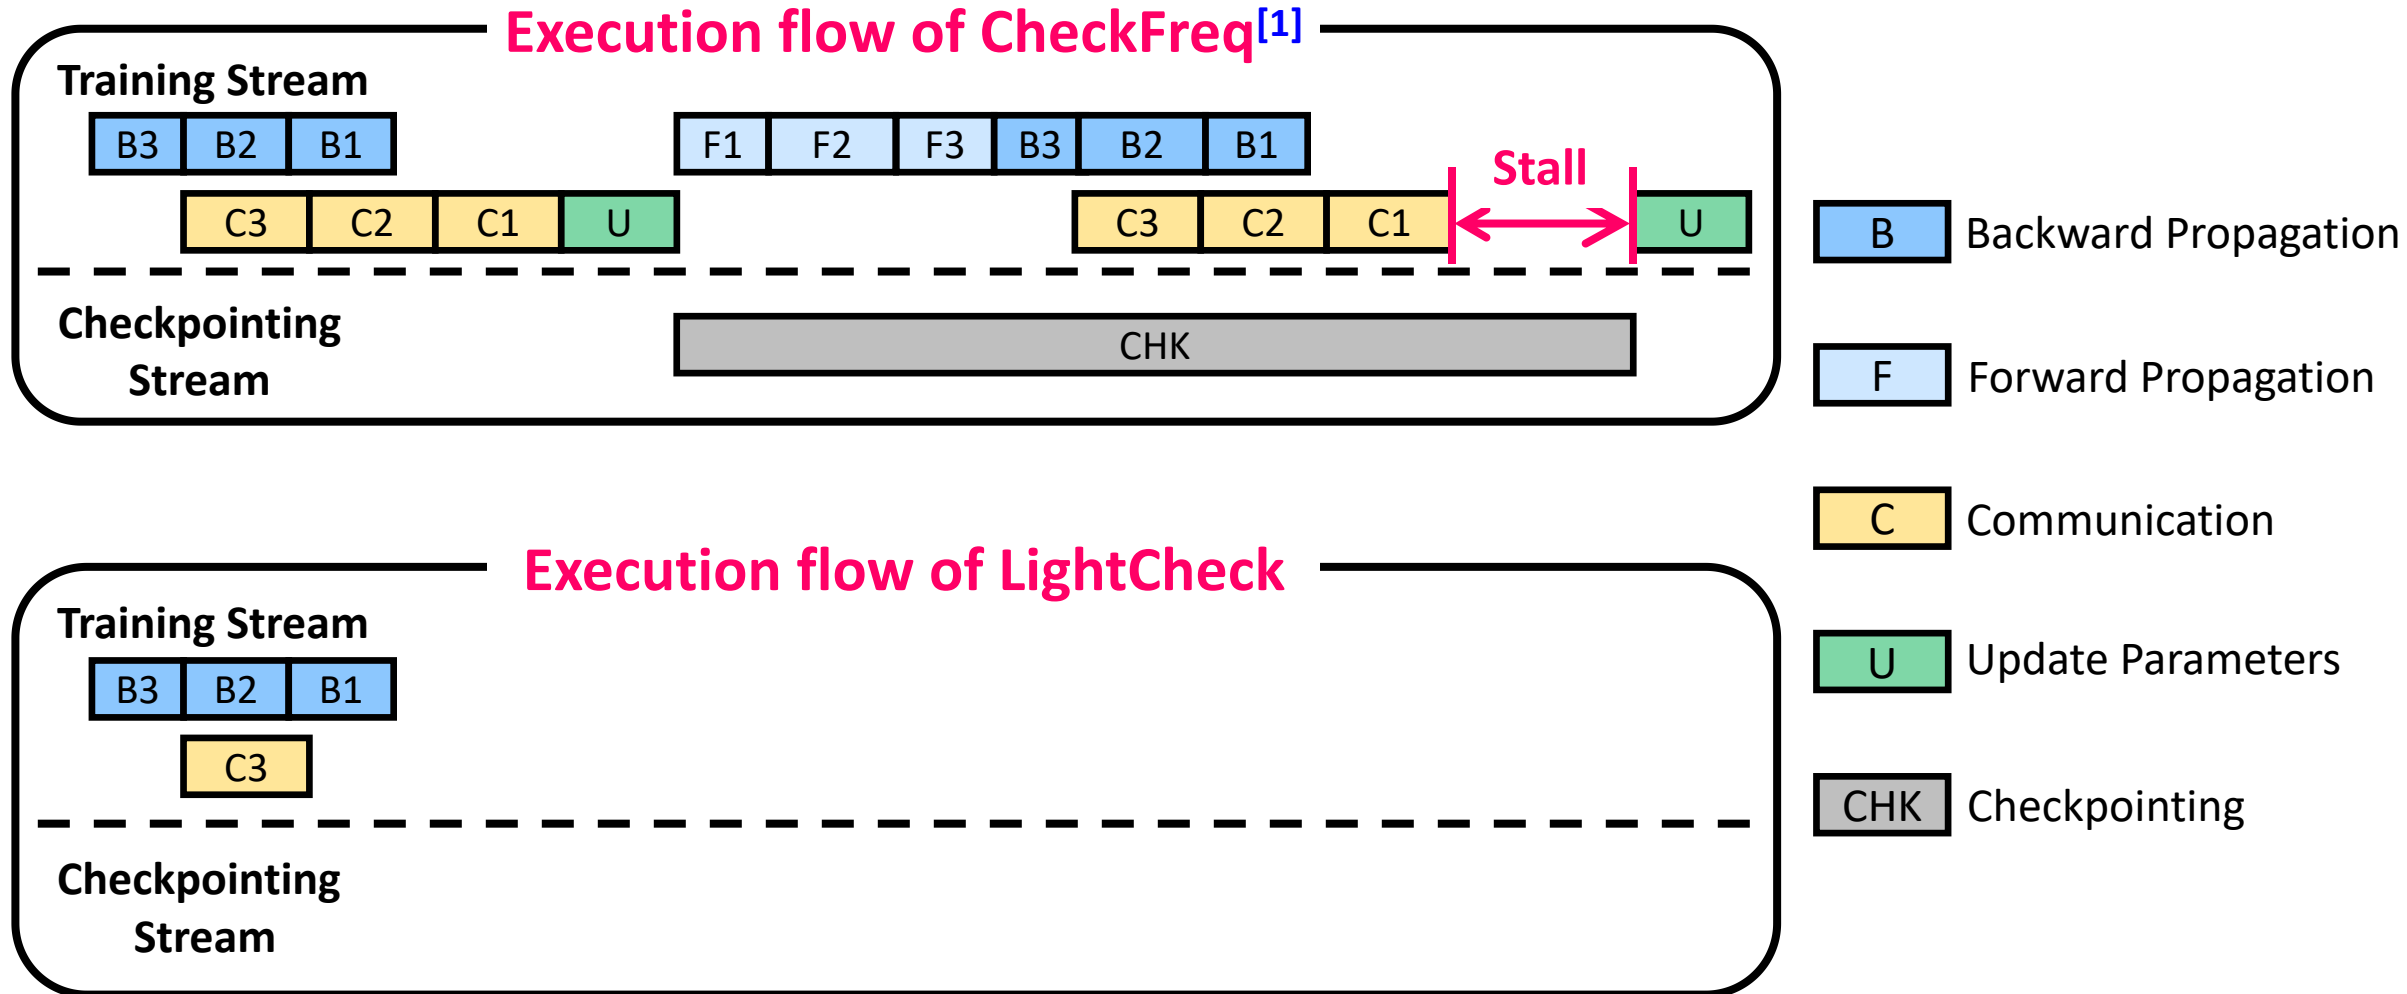 Execution flow of CheckFreq[1]
Training Stream
B3 B2 B1 F1 F2 F3 B3 B2 B1
Stall
C3 C2 C1 U C3 C2 C1 U
Checkpointing
Stream
CHK
B Backward Propagation
F Forward Propagation
C Communication
U Update Parameters
CHK Checkpointing
Execution flow of LightCheck
Training Stream
B3 B2 B1
C3
Checkpointing
Stream